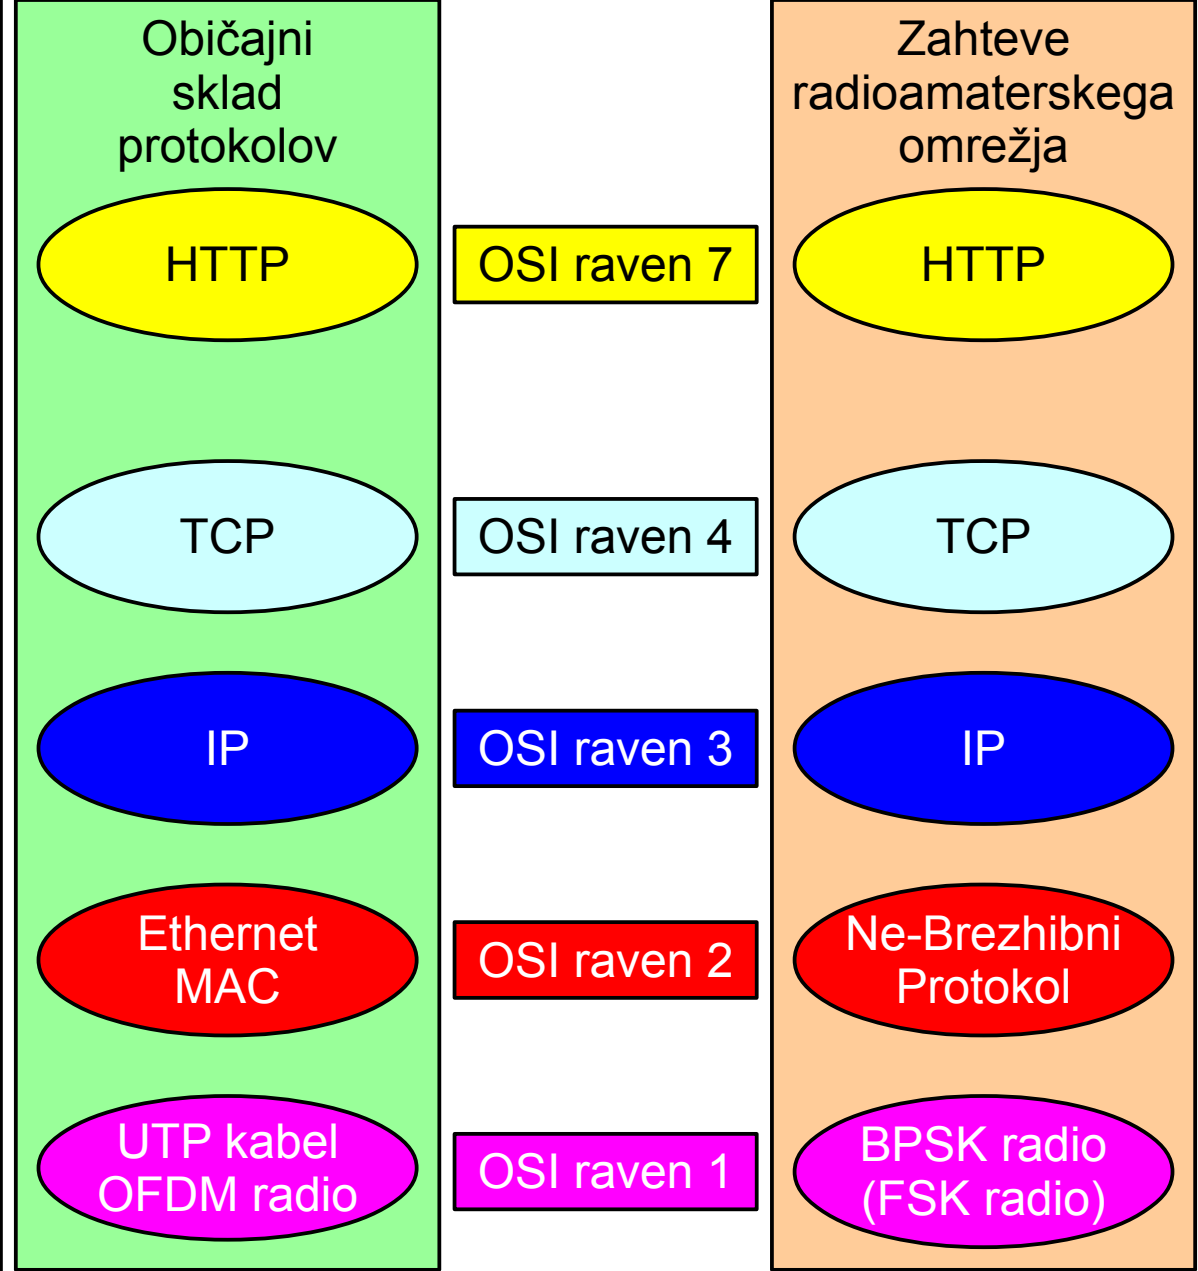 Običajni
sklad
protokolov
Zahteve
radioamaterskega
omrežja
HTTP
OSI raven 7
HTTP
TCP
OSI raven 4
TCP
IP
OSI raven 3
IP
Ethernet
MAC
OSI raven 2
Ne-Brezhibni
Protokol
UTP kabel
OFDM radio
OSI raven 1
BPSK radio
(FSK radio)